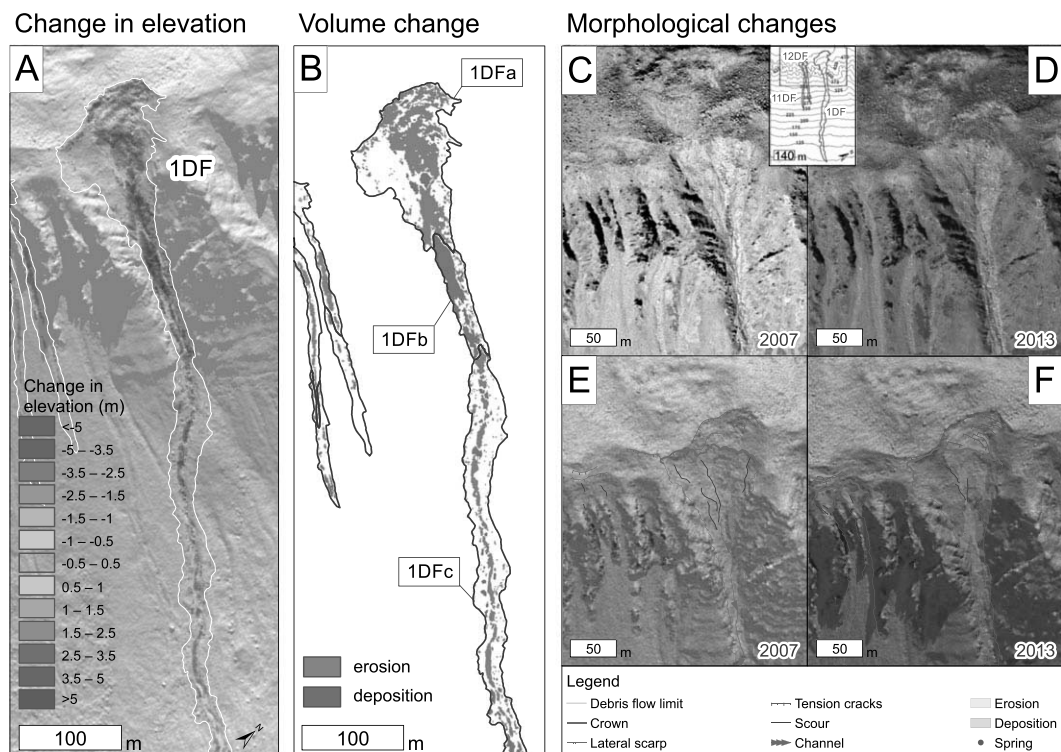 Change in elevation
Volume change
Morphological changes
A
1DF
Change in
elevation (m)
<-5
-5 – -3.5
-3.5 – -2.5
-2.5 – -1.5
-1.5 – -1
-1 – -0.5
-0.5 – 0.5
0.5 – 1
1 – 1.5
1.5 – 2.5
2.5 – 3.5
3.5 – 5
>5
100 m
N
B
1DFa
1DFb
1DFc
erosion
deposition
100 m
C
50 m
2007
12DF
11DF
1DF
140 m
D
50 m
2013
E
50 m
2007
F
50 m
2013
Legend
Debris flow limit
Crown
Lateral scarp
Tension cracks
Scour
Channel
Erosion
Deposition
Spring